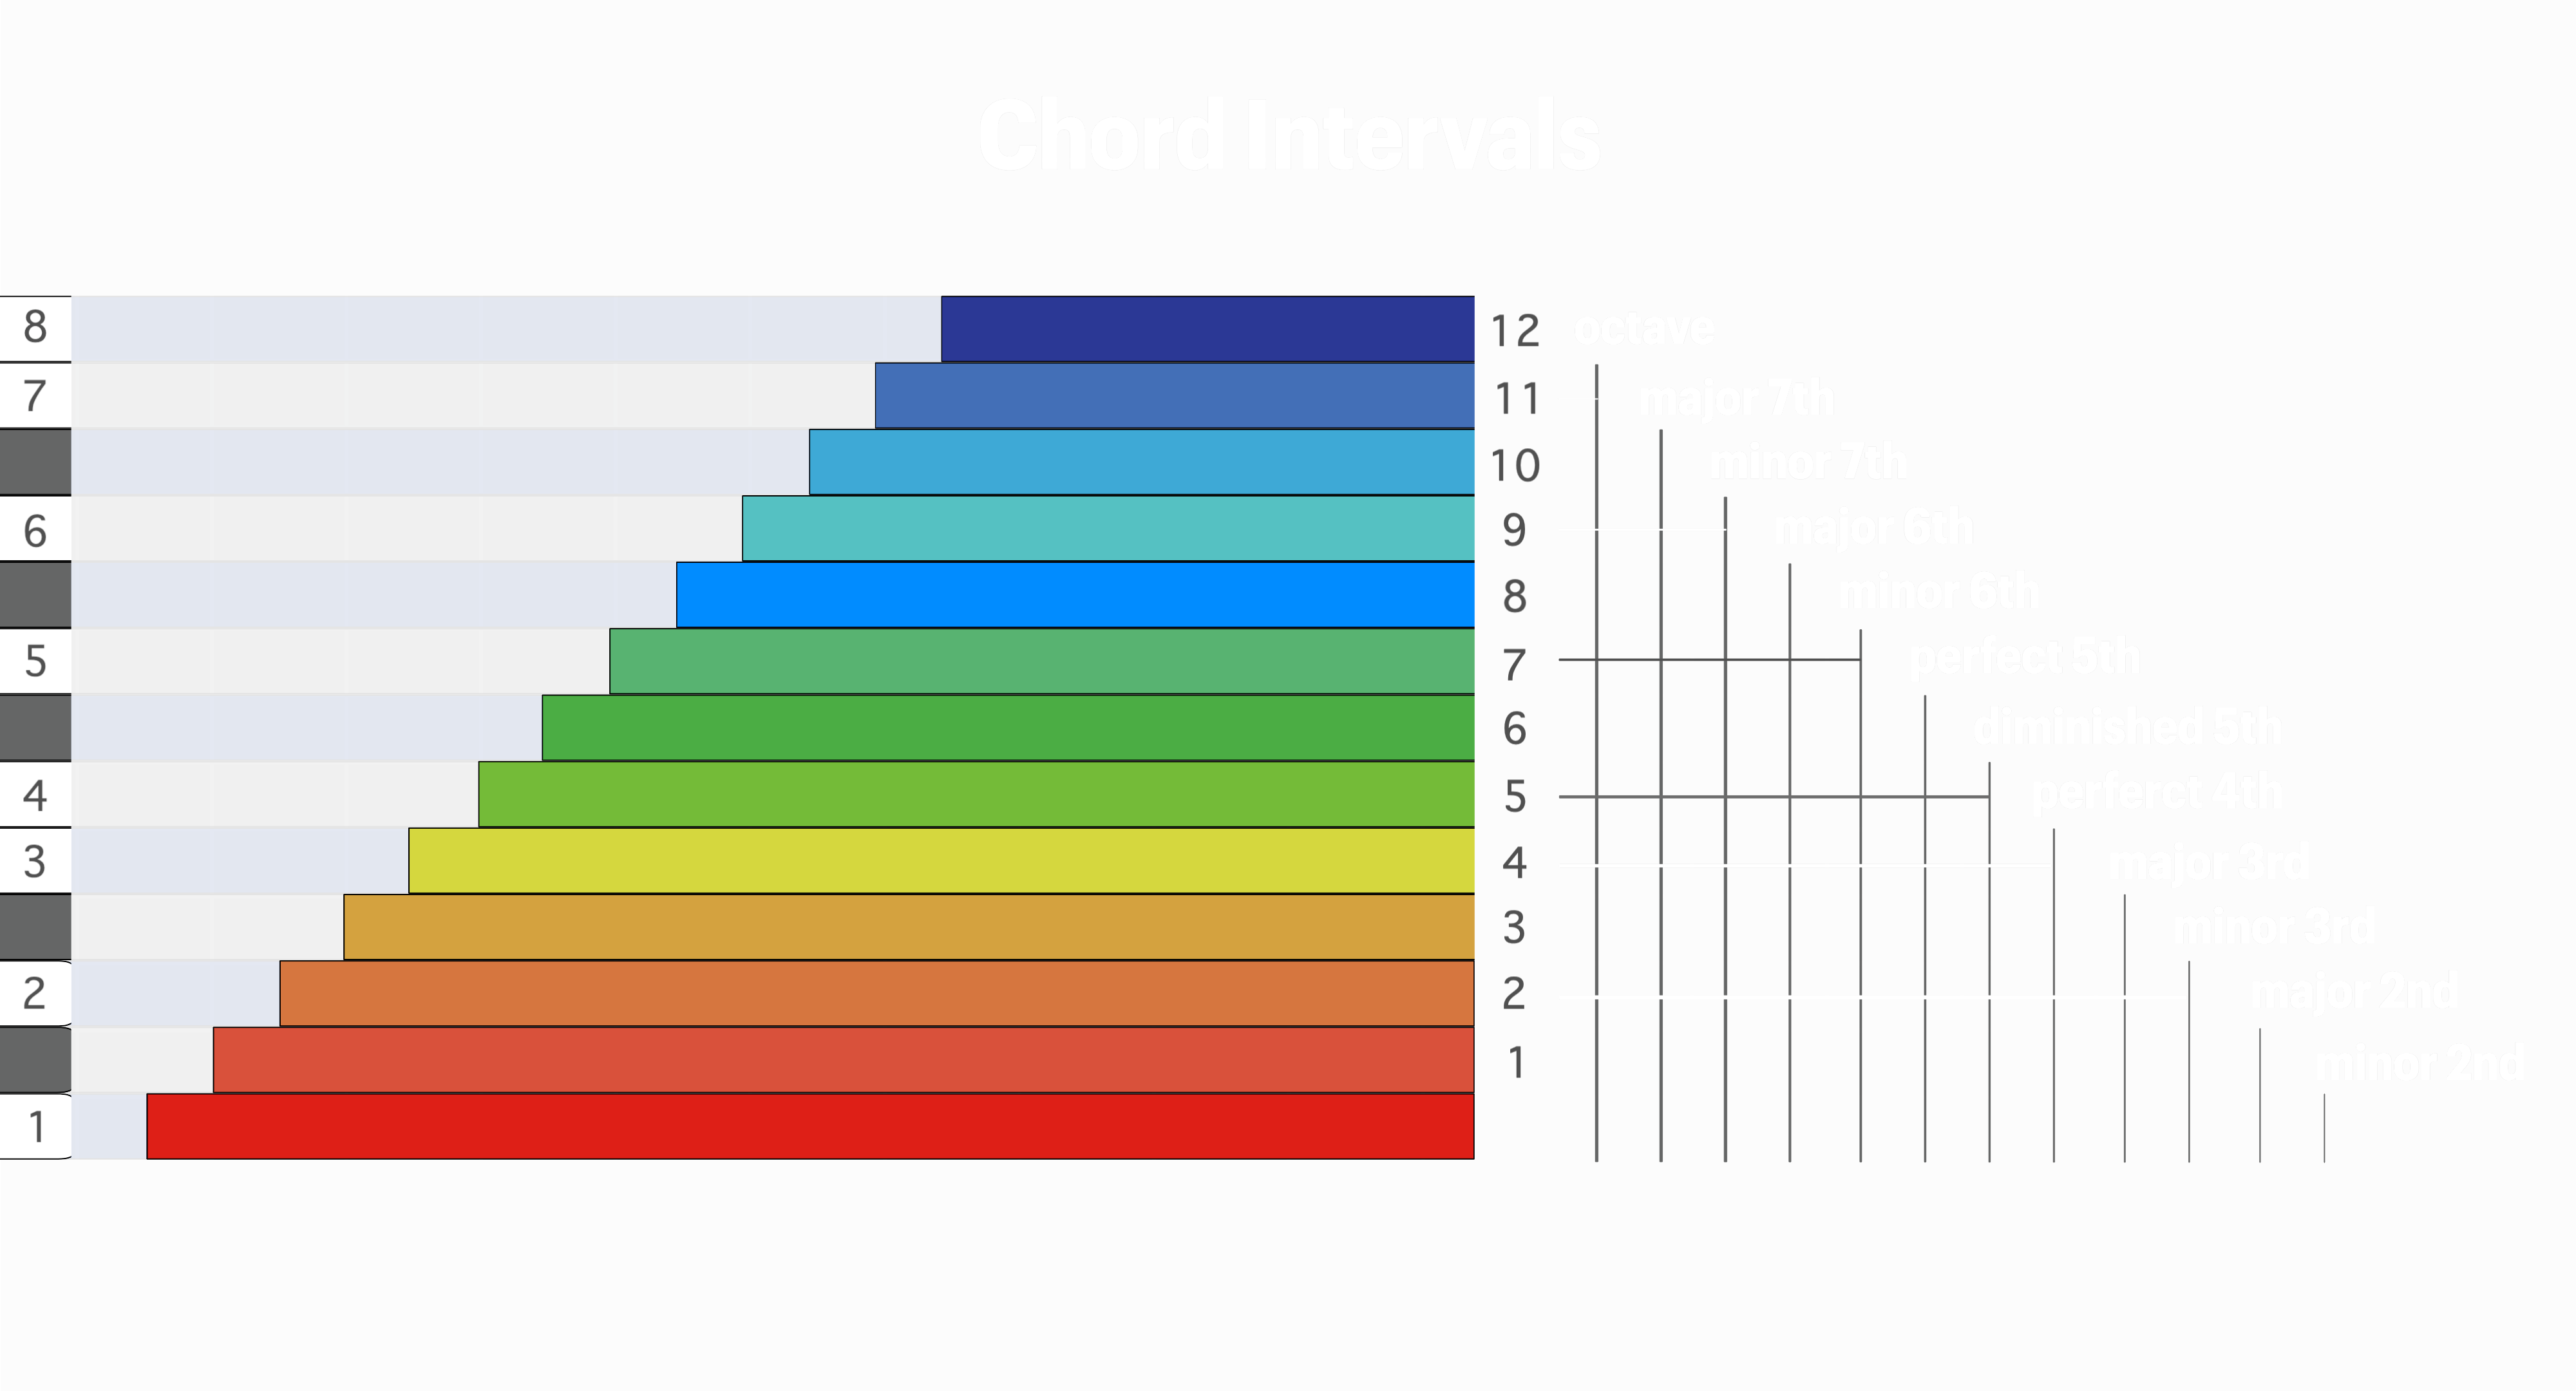 Chord Intervals
8 12 octave
7 11 major 7th
10 minor 7th
6 9 major 6th
8 minor 6th
5 7 perfect 5th
6 diminished 5th
4 5 perferct 4th
3 4 major 3rd
3 minor 3rd
2 2 major 2nd
1 minor 2nd
1